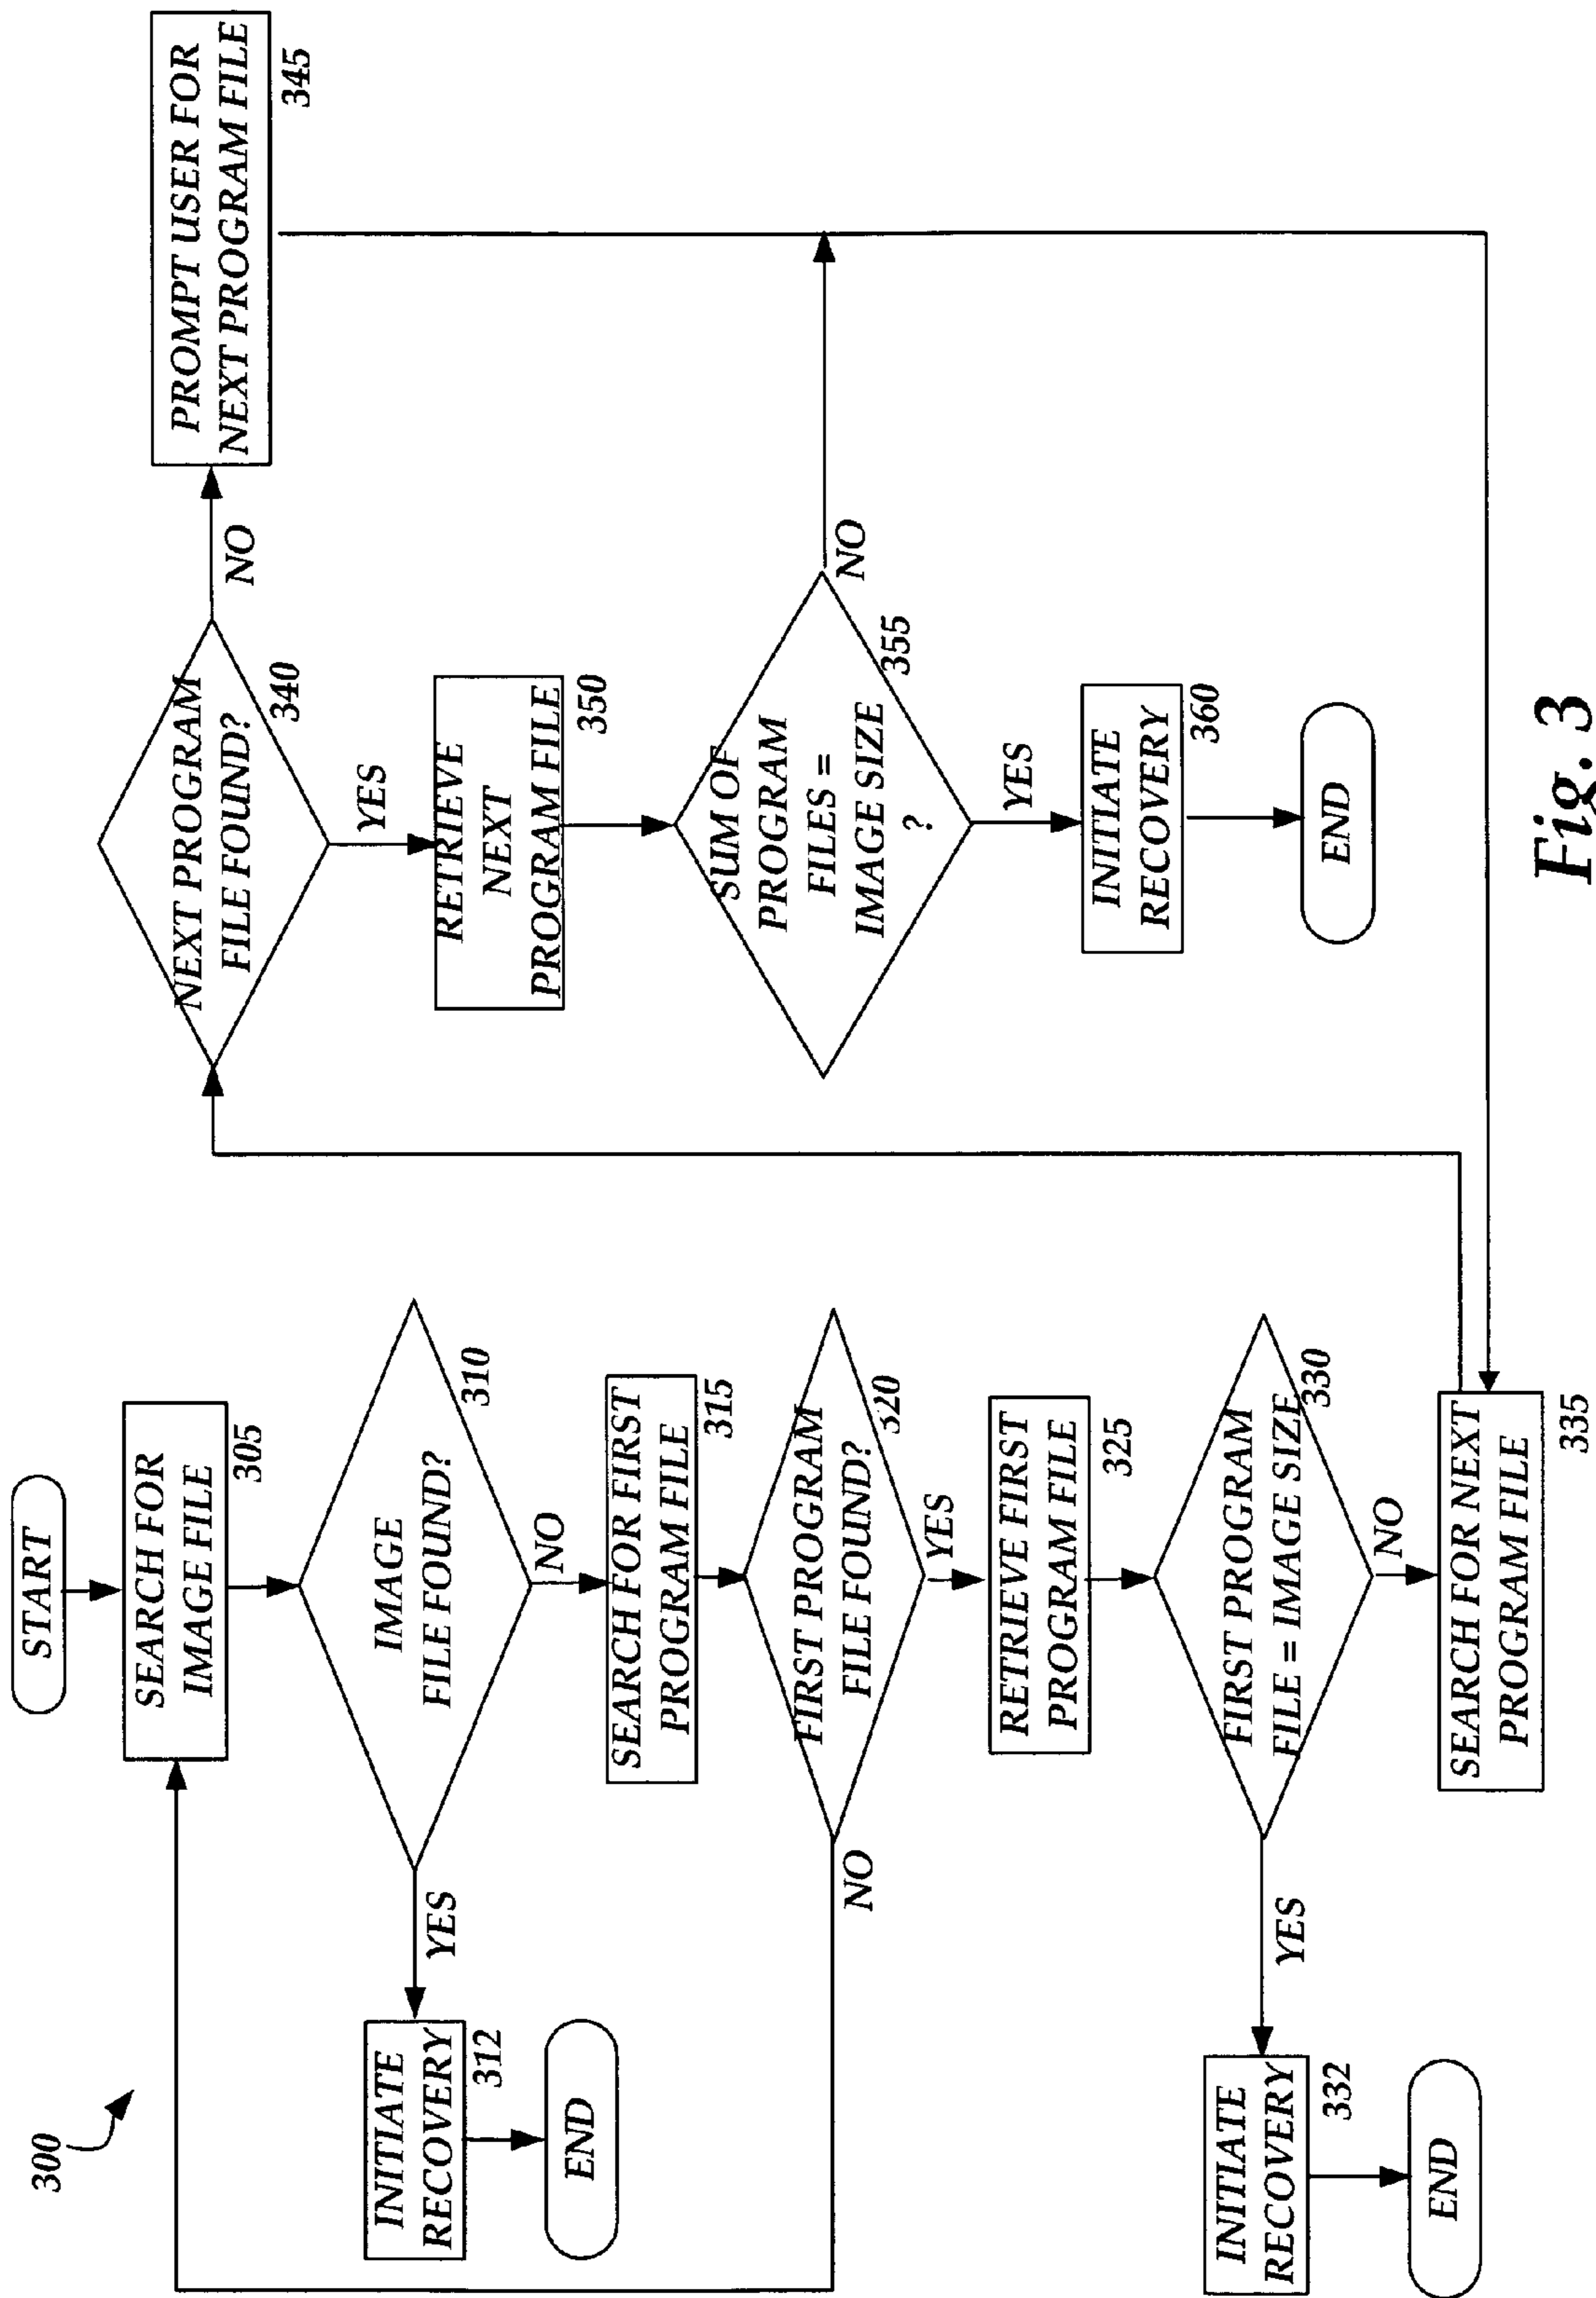 300
START
SEARCH FOR
IMAGE FILE
305
IMAGE
FILE FOUND?
310
YES
INITIATE
RECOVERY
312
END
NO
SEARCH FOR FIRST
PROGRAM FILE
315
FIRST PROGRAM
FILE FOUND?
320
NO
YES
RETRIEVE FIRST
PROGRAM FILE
325
FIRST PROGRAM
FILE = IMAGE SIZE
330
YES
INITIATE
RECOVERY
332
END
NO
SEARCH FOR NEXT
PROGRAM FILE
335
NEXT PROGRAM
FILE FOUND?
340
NO
PROMPT USER FOR
NEXT PROGRAM FILE
345
YES
RETRIEVE
NEXT
PROGRAM FILE
350
SUM OF
PROGRAM
FILES =
IMAGE SIZE
?
355
NO
YES
INITIATE
RECOVERY
360
END
Fig. 3